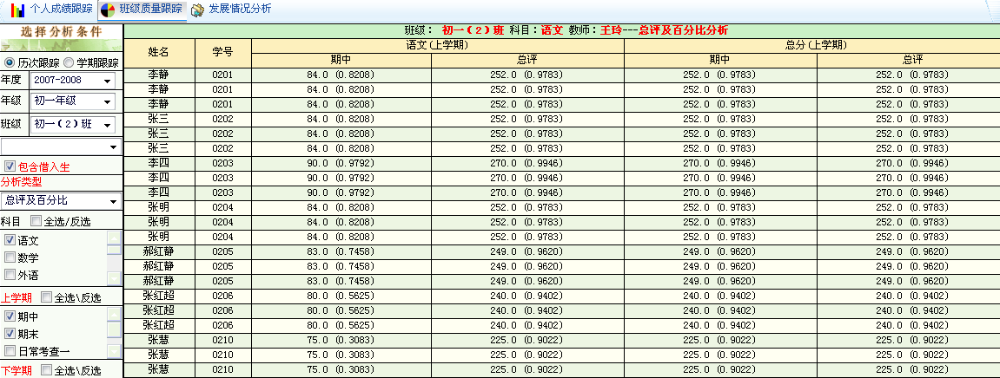 个人成绩跟踪 班级质量跟踪 发展情况分析
选择分析条件
历次跟踪 学期跟踪
年度 2007-2008
年级 初一年级
班级 初一(2)班
包含借入生
分析类型
总评及百分比
科目 全选/反选
语文
数学
外语
上学期 全选\反选
期中
期末
日常考查一
下学期 全选\反选
班级: 初一(2)班 科目:语文 教师:王玲---总评及百分比分析
姓名 学号 语文(上学期) 总分(上学期)
期中 总评 期中 总评
李静 0201 84.0 (0.8208) 252.0 (0.9783) 252.0 (0.9783) 252.0 (0.9783)
李静 0201 84.0 (0.8208) 252.0 (0.9783) 252.0 (0.9783) 252.0 (0.9783)
李静 0201 84.0 (0.8208) 252.0 (0.9783) 252.0 (0.9783) 252.0 (0.9783)
张三 0202 84.0 (0.8208) 252.0 (0.9783) 252.0 (0.9783) 252.0 (0.9783)
张三 0202 84.0 (0.8208) 252.0 (0.9783) 252.0 (0.9783) 252.0 (0.9783)
张三 0202 84.0 (0.8208) 252.0 (0.9783) 252.0 (0.9783) 252.0 (0.9783)
李四 0203 90.0 (0.9792) 270.0 (0.9946) 270.0 (0.9946) 270.0 (0.9946)
李四 0203 90.0 (0.9792) 270.0 (0.9946) 270.0 (0.9946) 270.0 (0.9946)
李四 0203 90.0 (0.9792) 270.0 (0.9946) 270.0 (0.9946) 270.0 (0.9946)
张明 0204 84.0 (0.8208) 252.0 (0.9783) 252.0 (0.9783) 252.0 (0.9783)
张明 0204 84.0 (0.8208) 252.0 (0.9783) 252.0 (0.9783) 252.0 (0.9783)
张明 0204 84.0 (0.8208) 252.0 (0.9783) 252.0 (0.9783) 252.0 (0.9783)
郝红静 0205 83.0 (0.7458) 249.0 (0.9620) 249.0 (0.9620) 249.0 (0.9620)
郝红静 0205 83.0 (0.7458) 249.0 (0.9620) 249.0 (0.9620) 249.0 (0.9620)
郝红静 0205 83.0 (0.7458) 249.0 (0.9620) 249.0 (0.9620) 249.0 (0.9620)
张红超 0206 80.0 (0.5625) 240.0 (0.9402) 240.0 (0.9402) 240.0 (0.9402)
张红超 0206 80.0 (0.5625) 240.0 (0.9402) 240.0 (0.9402) 240.0 (0.9402)
张红超 0206 80.0 (0.5625) 240.0 (0.9402) 240.0 (0.9402) 240.0 (0.9402)
张慧 0210 75.0 (0.3083) 225.0 (0.9022) 225.0 (0.9022) 225.0 (0.9022)
张慧 0210 75.0 (0.3083) 225.0 (0.9022) 225.0 (0.9022) 225.0 (0.9022)
张慧 0210 75.0 (0.3083) 225.0 (0.9022) 225.0 (0.9022) 225.0 (0.9022)